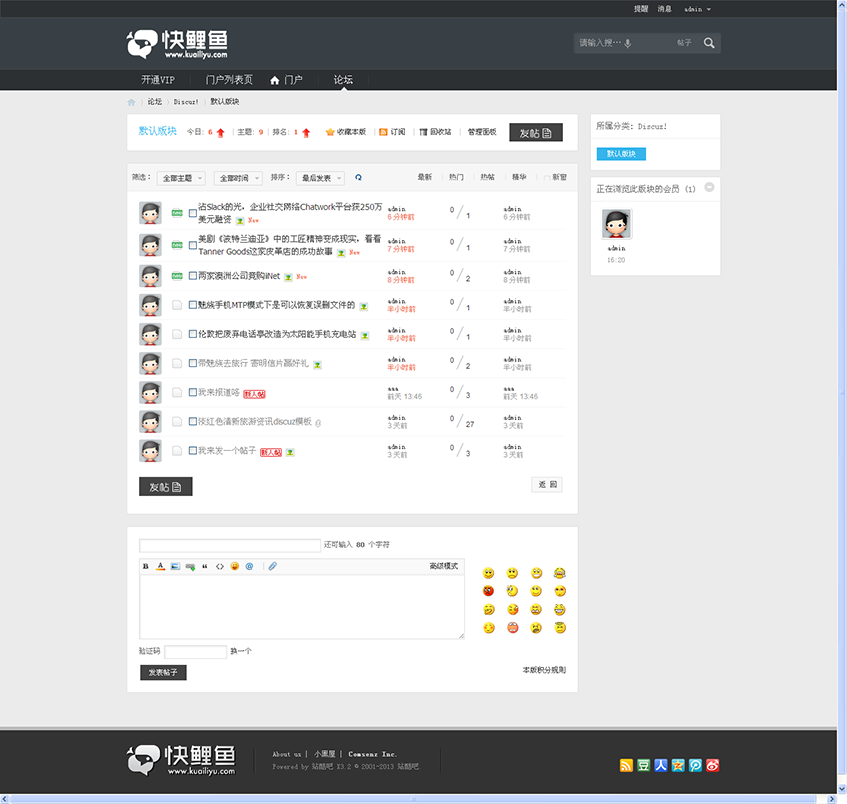 提醒 消息 admin
快鲤鱼
www.kuailiyu.com
请输入搜… 帖子
开通VIP 门户列表页 门户 论坛
论坛 Discuz! 默认版块
默认版块 今日: 6 主题: 9 排名: 1 收藏本版 订阅 回收站 管理面板 发帖
所属分类: Discuz!
默认版块
筛选: 全部主题 全部时间 排序: 最后发表 最新 热门 热帖 精华 新窗
正在浏览此版块的会员 (1)
admin
16:20
沾Slack的光,企业社交网络Chatwork平台获250万美元融资 New
admin
6 分钟前
0 / 1
admin
6 分钟前
美剧《波特兰迪亚》中的工匠精神变成现实,看看Tanner Goods这家皮革店的成功故事 New
admin
7 分钟前
0 / 1
admin
7 分钟前
两家澳洲公司竞购iiNet New
admin
8 分钟前
0 / 2
admin
8 分钟前
魅族手机MTP模式下是可以恢复误删文件的
admin
半小时前
0 / 1
admin
半小时前
伦敦把废弃电话亭改造为太阳能手机充电站
admin
半小时前
0 / 1
admin
半小时前
带魅族去旅行 寄明信片赢好礼
admin
半小时前
0 / 2
admin
半小时前
我来报道咯 新人帖
aaa
前天 13:46
0 / 3
aaa
前天 13:46
淡红色清新旅游资讯discuz模板 @
admin
3 天前
0 / 27
admin
3 天前
我来发一个帖子 新人帖
admin
3 天前
0 / 3
admin
3 天前
发帖 返 回
还可输入 80 个字符
B A @ 高级模式
验证码 换一个
发表帖子 本版积分规则
快鲤鱼
www.kuailiyu.com
About us | 小黑屋 | Comsenz Inc.
Powered by 站酷吧 X3.2 © 2001-2013 站酷吧
豆 人